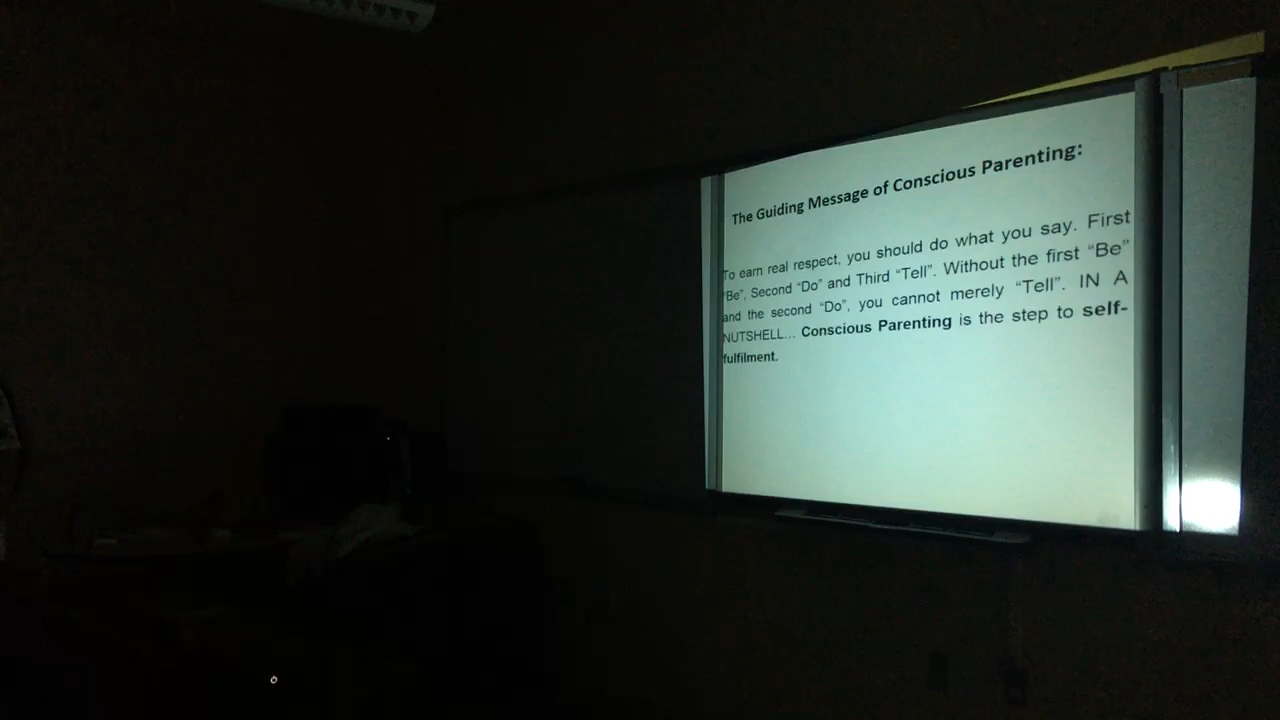 The Guiding Message of Conscious Parenting:
To earn real respect, you should do what you say. First
"Be", Second "Do" and Third "Tell". Without the first "Be"
and the second "Do", you cannot merely "Tell". IN A
NUTSHELL... Conscious Parenting is the step to self-
fulfilment.